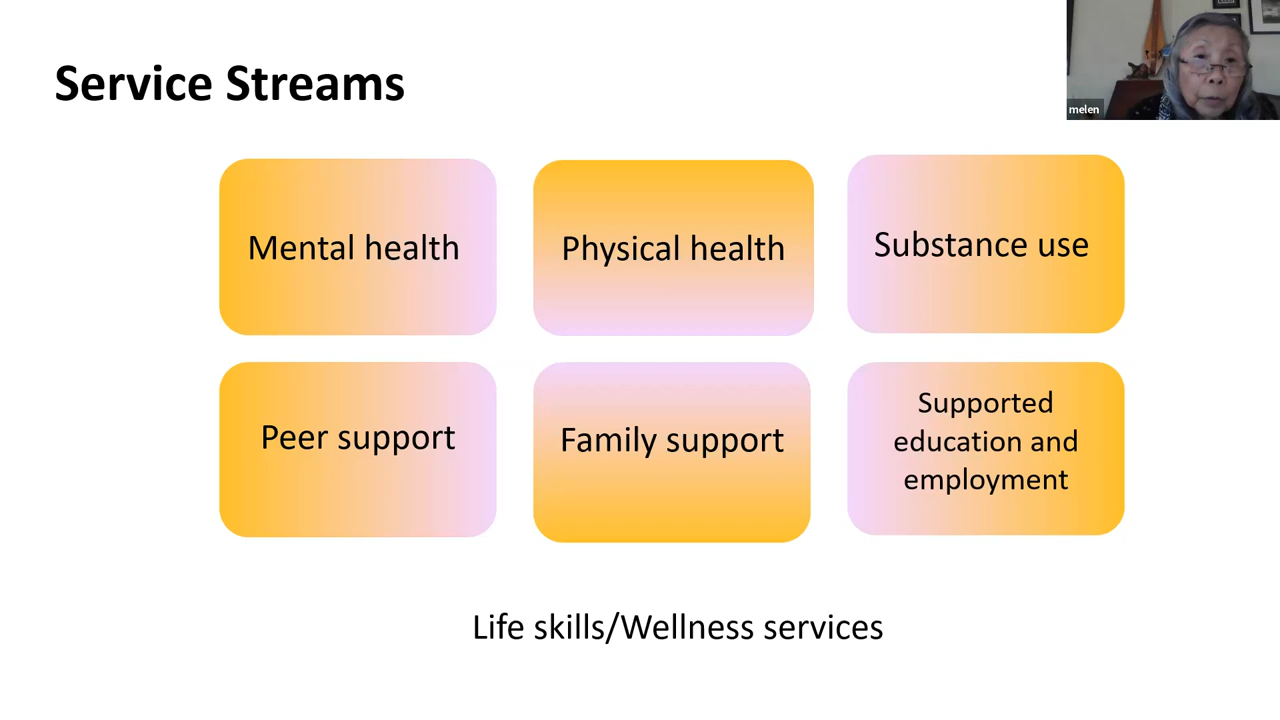 Service Streams
melen
Mental health
Physical health
Substance use
Peer support
Family support
Supported
education and
employment
Life skills/Wellness services